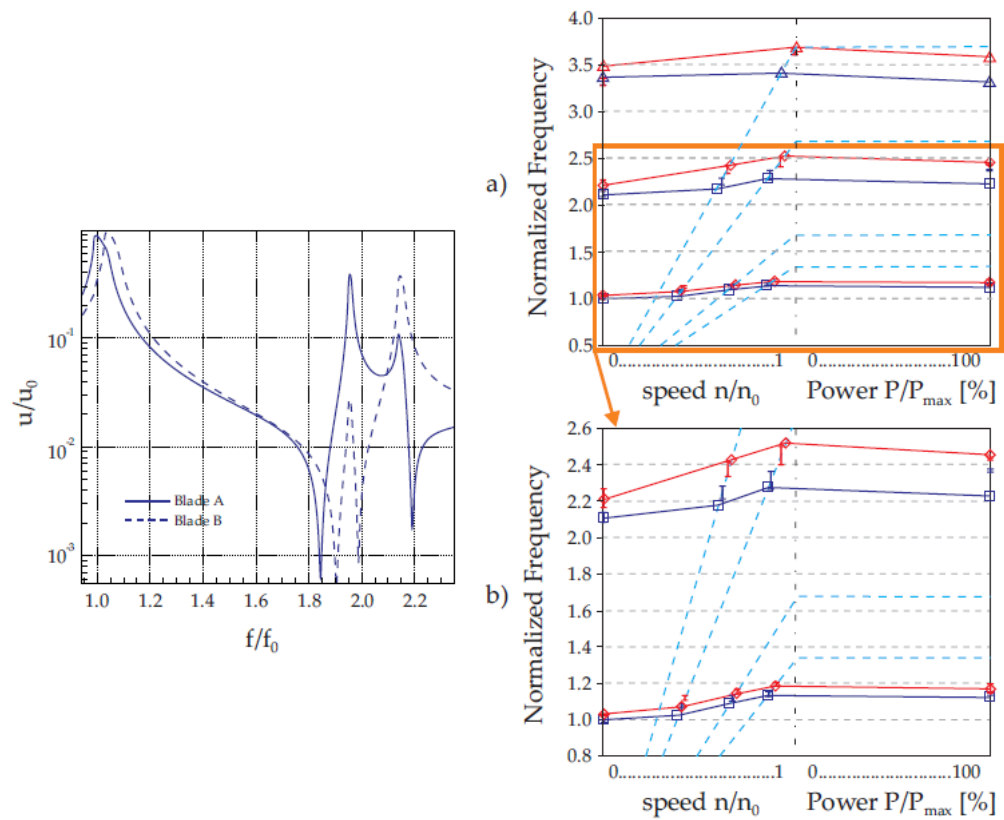 u/u0
10-1
10-2
10-3
Blade A
Blade B
1.0 1.2 1.4 1.6 1.8 2.0 2.2
f/f0
a)
Normalized Frequency
4.0
3.5
3.0
2.5
2.0
1.5
1.0
0.5
0..........................1 0..........................100
speed n/n0 Power P/Pmax [%]
b)
Normalized Frequency
2.6
2.4
2.2
2.0
1.8
1.6
1.4
1.2
1.0
0.8
0..........................1 0..........................100
speed n/n0 Power P/Pmax [%]